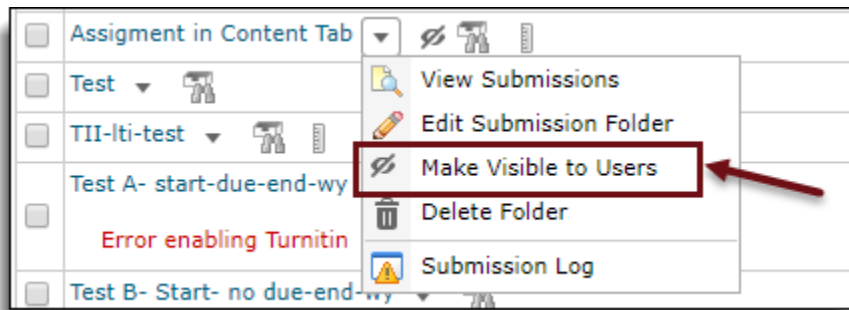 Assigment in Content Tab
View Submissions
Test
Edit Submission Folder
TII-lti-test
Make Visible to Users
Test A- start-due-end-wy
Delete Folder
Error enabling Turnitin
Submission Log
Test B- Start- no due-end-wy